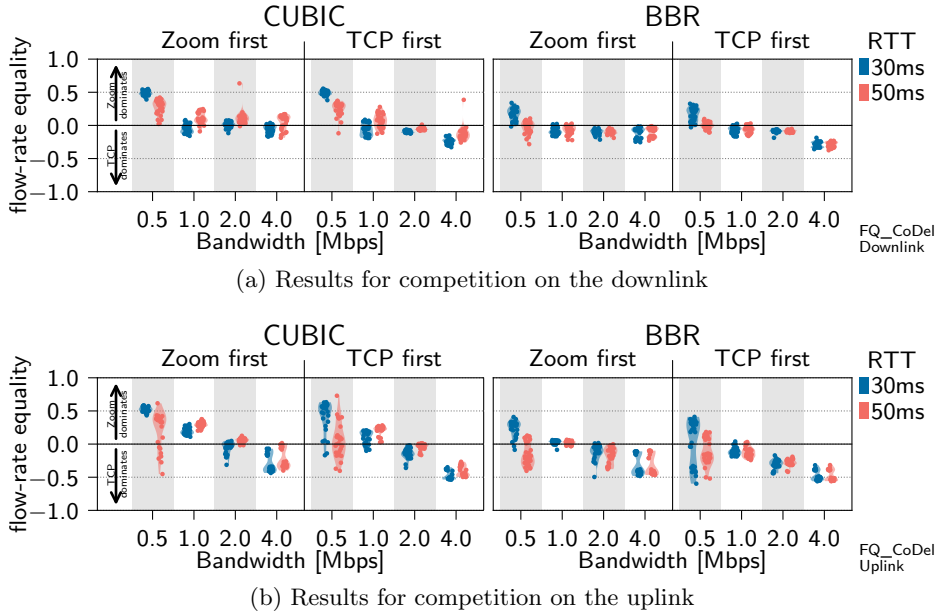 CUBIC BBR
Zoom first TCP first Zoom first TCP first RTT
30ms
50ms
flow-rate equality
1.0
0.5
0.0
−0.5
−1.0
Zoom dominates
TCP dominates
0.5 1.0 2.0 4.0 0.5 1.0 2.0 4.0 0.5 1.0 2.0 4.0 0.5 1.0 2.0 4.0
Bandwidth [Mbps] Bandwidth [Mbps]
FQ_CoDel
Downlink
(a) Results for competition on the downlink
CUBIC BBR
Zoom first TCP first Zoom first TCP first RTT
30ms
50ms
flow-rate equality
1.0
0.5
0.0
−0.5
−1.0
Zoom dominates
TCP dominates
0.5 1.0 2.0 4.0 0.5 1.0 2.0 4.0 0.5 1.0 2.0 4.0 0.5 1.0 2.0 4.0
Bandwidth [Mbps] Bandwidth [Mbps]
FQ_CoDel
Uplink
(b) Results for competition on the uplink